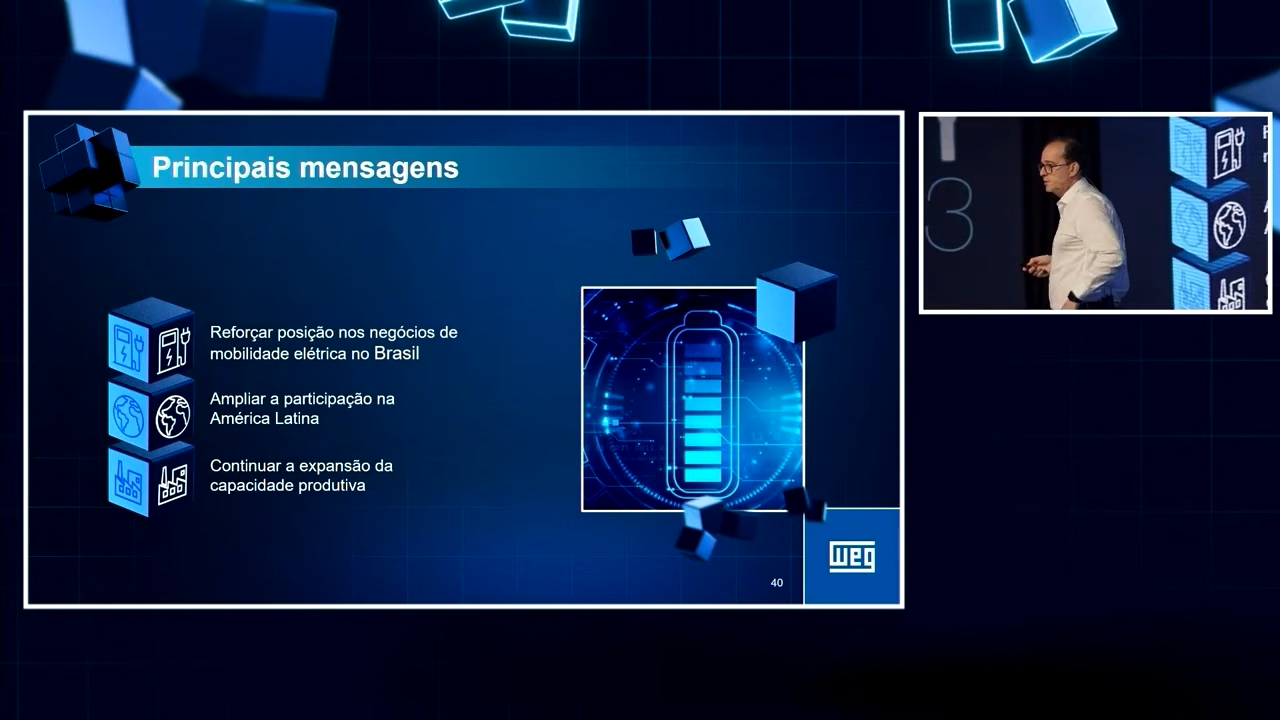 Principais mensagens
Reforçar posição nos negócios de
mobilidade elétrica no Brasil
Ampliar a participação na
América Latina
Continuar a expansão da
capacidade produtiva
40
weg
Y
3